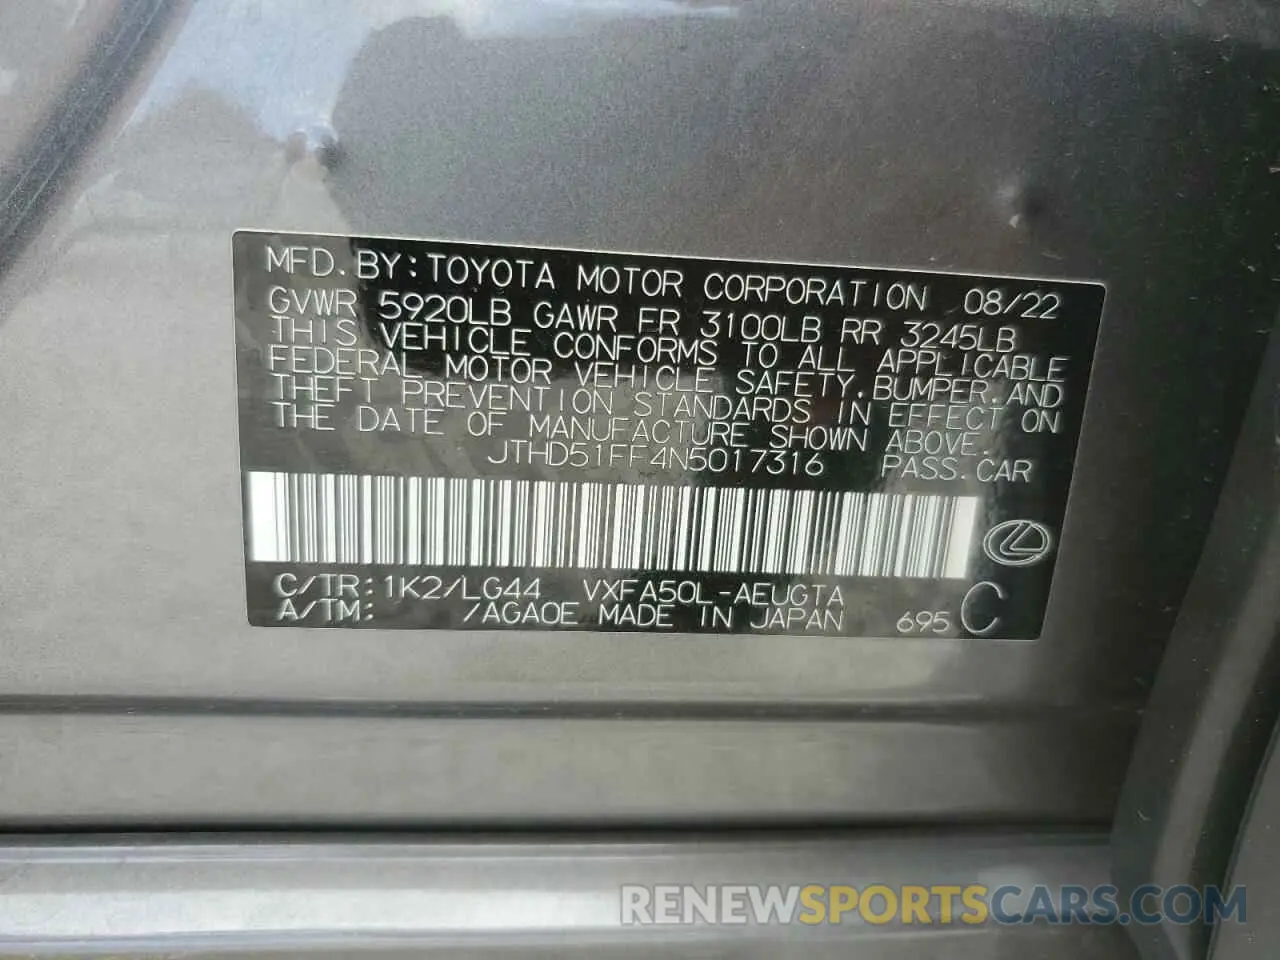 MFD. BY: TOYOTA MOTOR CORPORATION 08/22
GVWR 5920LB GAWR FR 3100LB RR 3245LB
THIS VEHICLE CONFORMS TO ALL APPLICABLE
FEDERAL MOTOR VEHICLE SAFETY, BUMPER, AND
THEFT PREVENTION STANDARDS IN EFFECT ON
THE DATE OF MANUFACTURE SHOWN ABOVE.
JTHD51FF4N5017316 PASS. CAR
C/TR: 1K2/LG44 VXFA50L-AEUGTA
A/TM: /AGA0E MADE IN JAPAN 695 C
RENEWSPORTSCARS.COM